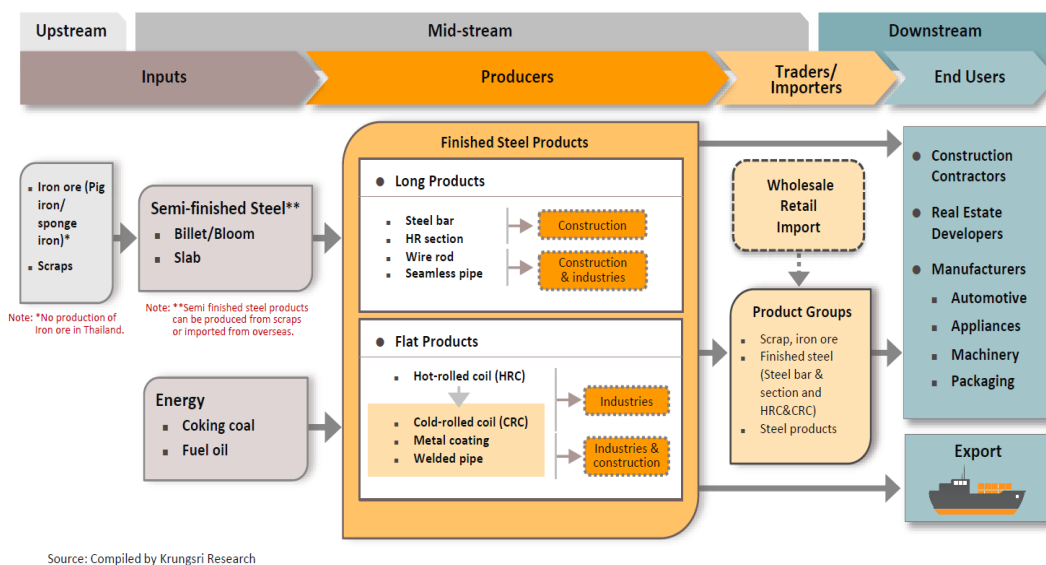 Upstream
Mid-stream
Downstream
Inputs
Producers
Traders/
Importers
End Users
▪ Iron ore (Pig
iron/
sponge
iron)*
▪ Scraps
Note: *No production of
Iron ore in Thailand.
Semi-finished Steel**
▪ Billet/Bloom
▪ Slab
Note: **Semi finished steel products
can be produced from scraps
or imported from overseas.
Energy
▪ Coking coal
▪ Fuel oil
Finished Steel Products
● Long Products
▪ Steel bar
▪ HR section
▪ Wire rod
▪ Seamless pipe
Construction
Construction
& industries
● Flat Products
▪ Hot-rolled coil (HRC)
▪ Cold-rolled coil (CRC)
▪ Metal coating
▪ Welded pipe
Industries
Industries &
construction
Wholesale
Retail
Import
Product Groups
▪ Scrap, iron ore
▪ Finished steel
(Steel bar &
section and
HRC&CRC)
▪ Steel products
● Construction
Contractors
● Real Estate
Developers
● Manufacturers
▪ Automotive
▪ Appliances
▪ Machinery
▪ Packaging
Export
Source: Compiled by Krungsri Research